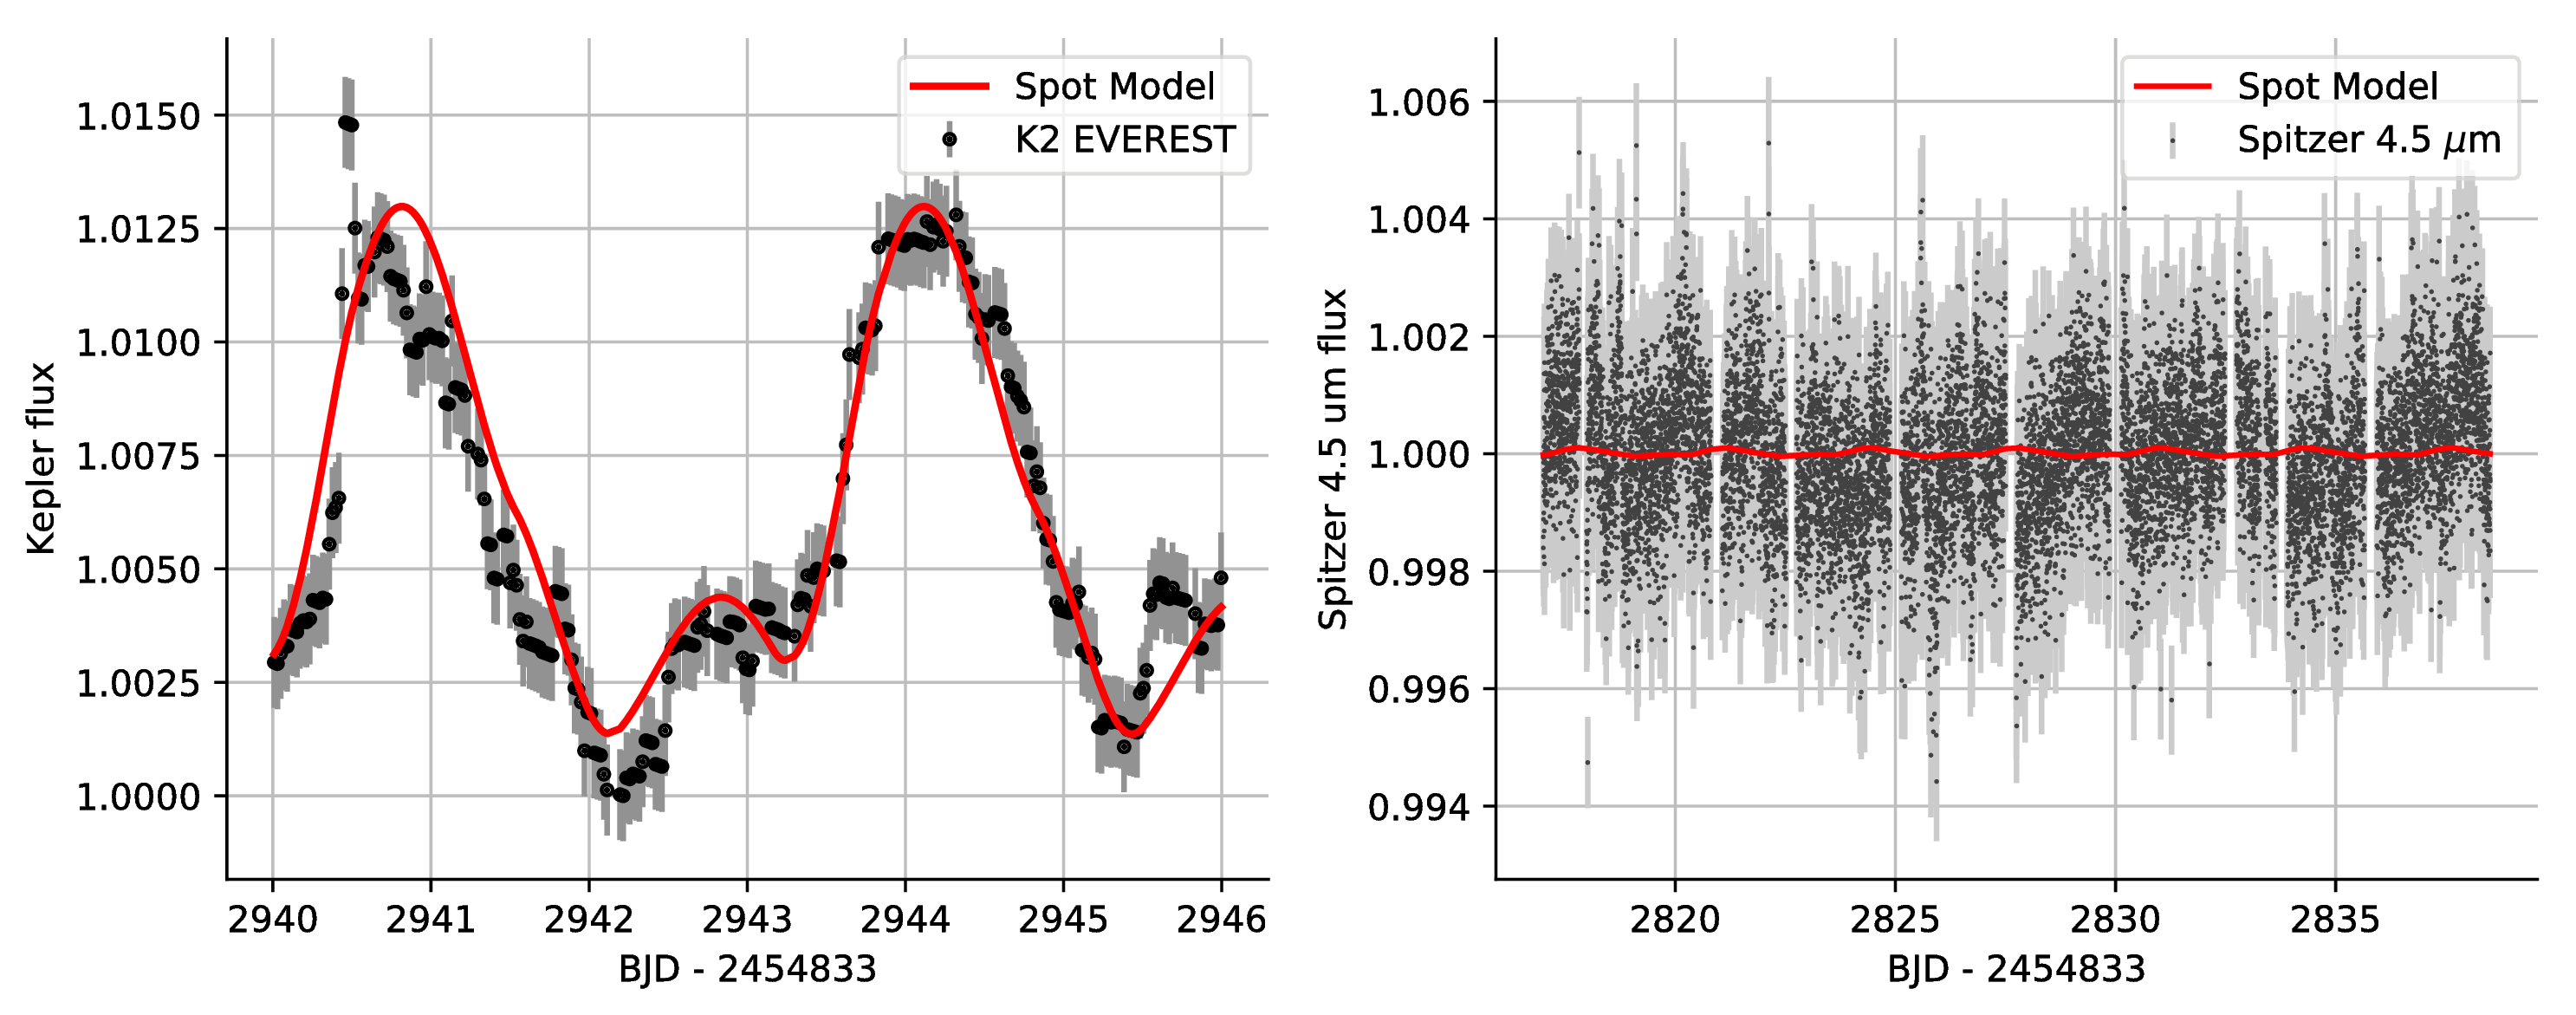 Kepler flux
1.0150
1.0125
1.0100
1.0075
1.0050
1.0025
1.0000
Spot Model
K2 EVEREST
2940 2941 2942 2943 2944 2945 2946
BJD - 2454833
Spitzer 4.5 um flux
1.006
1.004
1.002
1.000
0.998
0.996
0.994
Spot Model
Spitzer 4.5 μm
2820 2825 2830 2835
BJD - 2454833